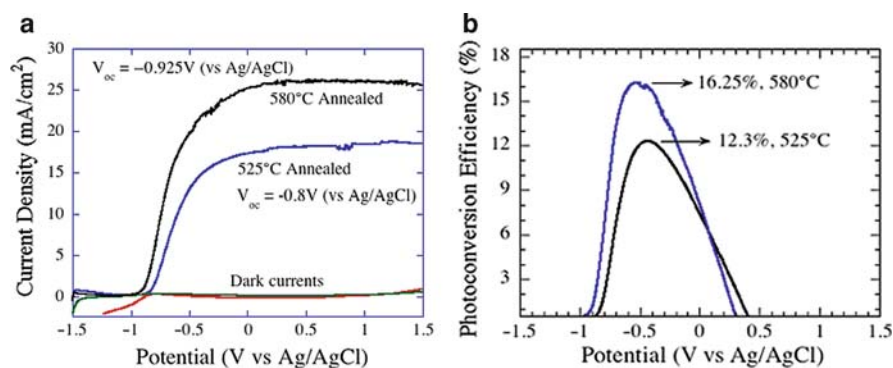 a
Current Density (mA/cm²)
30
25
20
15
10
5
0
V_oc = −0.925V (vs Ag/AgCl)
580°C Annealed
525°C Annealed
V_oc = -0.8V (vs Ag/AgCl)
Dark currents
-1.5 -1 -0.5 0 0.5 1 1.5
Potential (V vs Ag/AgCl)
b
Photoconversion Efficiency (%)
18
15
12
9
6
3
16.25%, 580°C
12.3%, 525°C
-1.5 -1 -0.5 0 0.5 1 1.5
Potential (V vs Ag/AgCl)